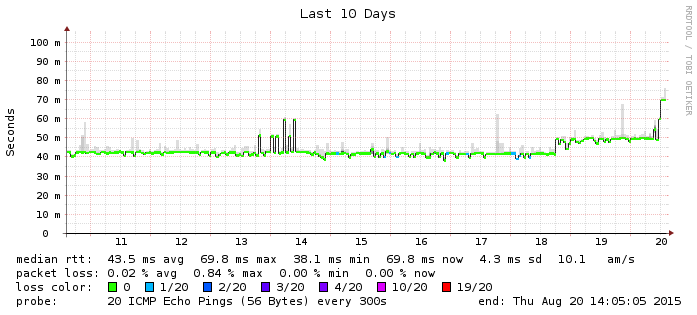 Last 10 Days
RRDTOOL / TOBI OETIKER
Seconds
100 m
90 m
80 m
70 m
60 m
50 m
40 m
30 m
20 m
10 m
0
11 12 13 14 15 16 17 18 19 20
median rtt: 43.5 ms avg 69.8 ms max 38.1 ms min 69.8 ms now 4.3 ms sd 10.1 am/s
packet loss: 0.02 % avg 0.84 % max 0.00 % min 0.00 % now
loss color: 0 1/20 2/20 3/20 4/20 10/20 19/20
probe: 20 ICMP Echo Pings (56 Bytes) every 300s end: Thu Aug 20 14:05:05 2015